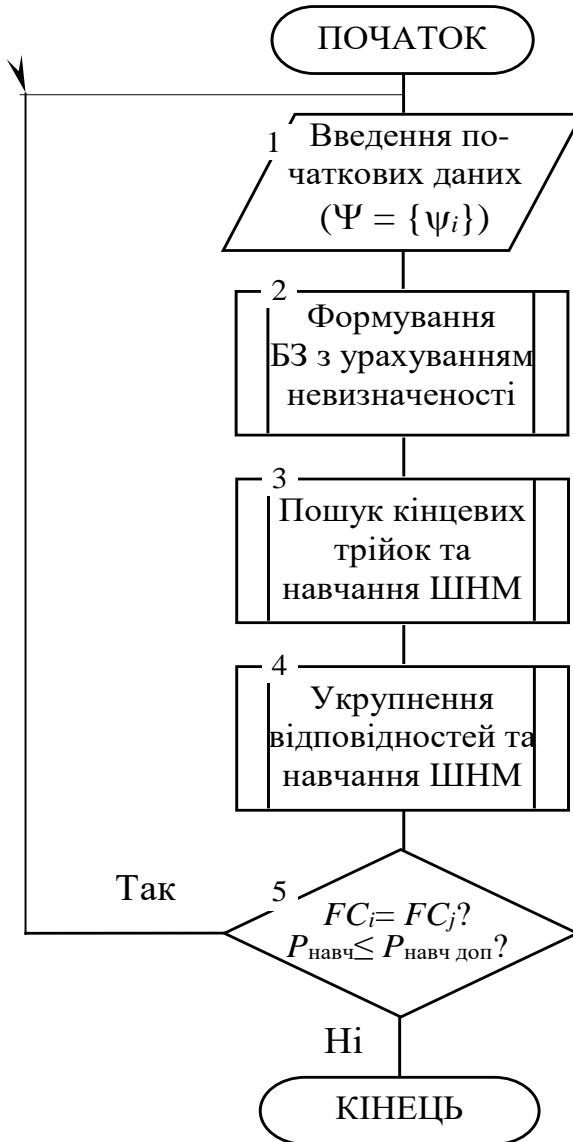 ПОЧАТОК
1
Введення по-
чаткових даних
(Ψ = {ψi})
2
Формування
БЗ з урахуванням
невизначеності
3
Пошук кінцевих
трійок та
навчання ШНМ
4
Укрупнення
відповідностей та
навчання ШНМ
Так
5
FCi= FCj?
Pнавч≤ Pнавч доп?
Ні
КІНЕЦЬ